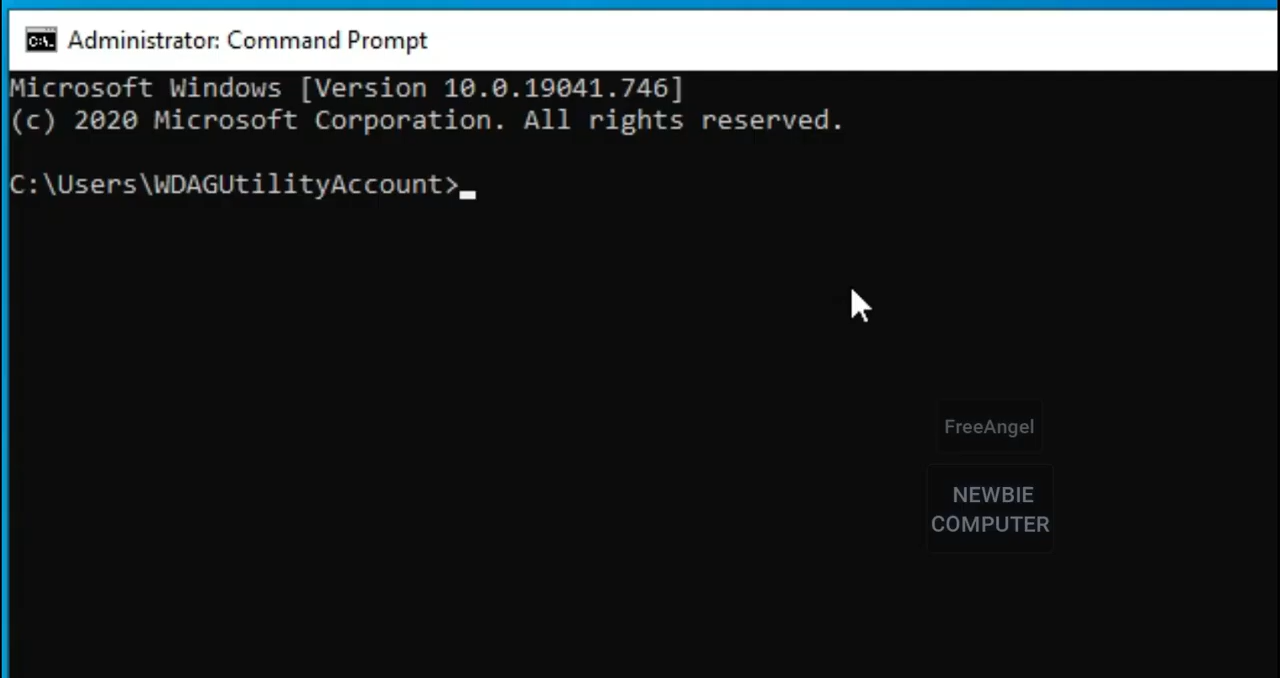 Administrator: Command Prompt
Microsoft Windows [Version 10.0.19041.746]
(c) 2020 Microsoft Corporation. All rights reserved.
C:\Users\WDAGUtilityAccount>
FreeAngel
NEWBIE
COMPUTER